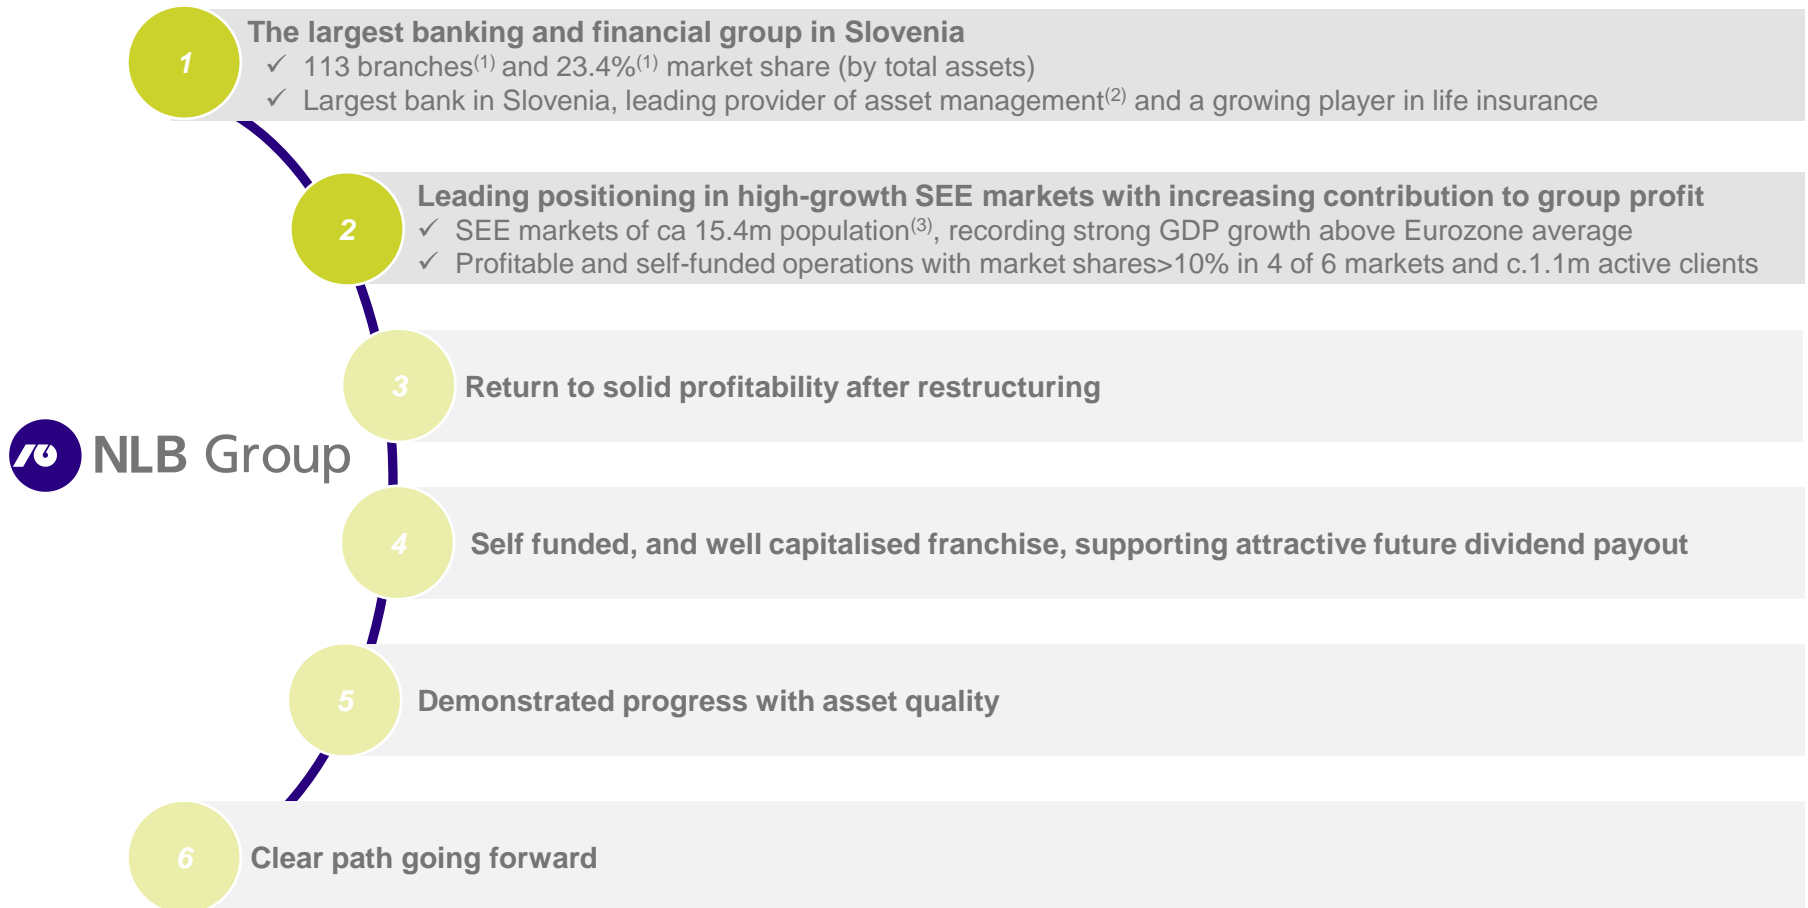 1
The largest banking and financial group in Slovenia
✓ 113 branches(1) and 23.4%(1) market share (by total assets)
✓ Largest bank in Slovenia, leading provider of asset management(2) and a growing player in life insurance
2
Leading positioning in high-growth SEE markets with increasing contribution to group profit
✓ SEE markets of ca 15.4m population(3), recording strong GDP growth above Eurozone average
✓ Profitable and self-funded operations with market shares>10% in 4 of 6 markets and c.1.1m active clients
3
Return to solid profitability after restructuring
NLB Group
4
Self funded, and well capitalised franchise, supporting attractive future dividend payout
5
Demonstrated progress with asset quality
6
Clear path going forward